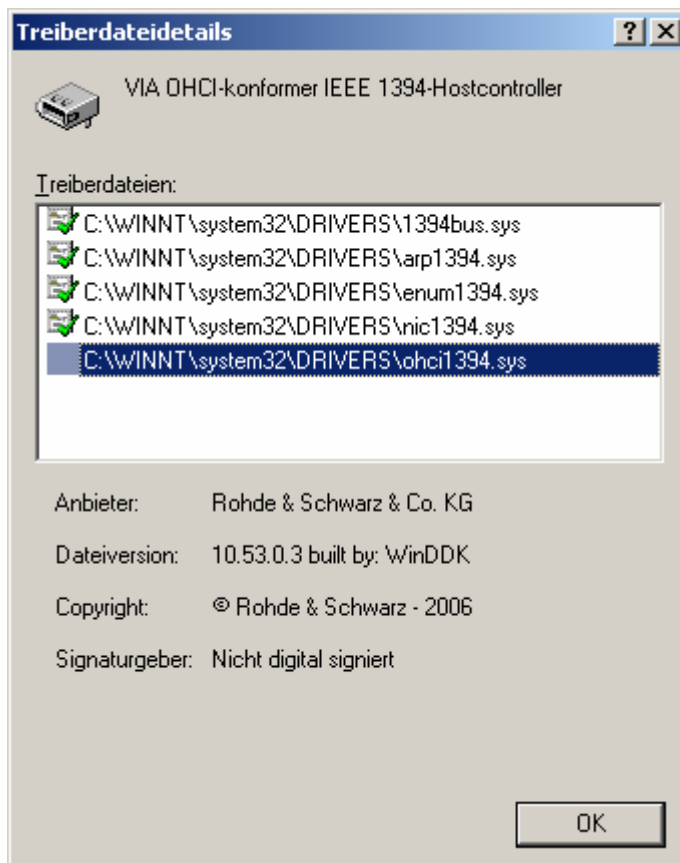 Treiberdateidetails
VIA OHCI-konformer IEEE 1394-Hostcontroller
Treiberdateien:
C:\WINNT\system32\DRIVERS\1394bus.sys
C:\WINNT\system32\DRIVERS\arp1394.sys
C:\WINNT\system32\DRIVERS\enum1394.sys
C:\WINNT\system32\DRIVERS\nic1394.sys
C:\WINNT\system32\DRIVERS\ohci1394.sys
Anbieter: Rohde & Schwarz & Co. KG
Dateiversion: 10.53.0.3 built by: WinDDK
Copyright: © Rohde & Schwarz - 2006
Signaturgeber: Nicht digital signiert
OK